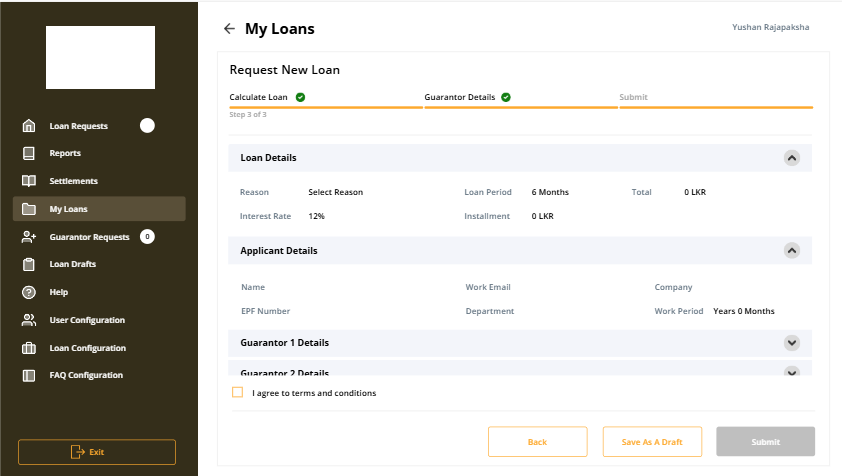 My Loans
Yushan Rajapaksha
Loan Requests
Reports
Settlements
My Loans
Guarantor Requests 0
Loan Drafts
Help
User Configuration
Loan Configuration
FAQ Configuration
Exit
Request New Loan
Calculate Loan Guarantor Details Submit
Step 3 of 3
Loan Details
Reason Select Reason Loan Period 6 Months Total 0 LKR
Interest Rate 12% Installment 0 LKR
Applicant Details
Name Work Email Company
EPF Number Department Work Period Years 0 Months
Guarantor 1 Details
Guarantor 2 Details
I agree to terms and conditions
Back Save As A Draft Submit